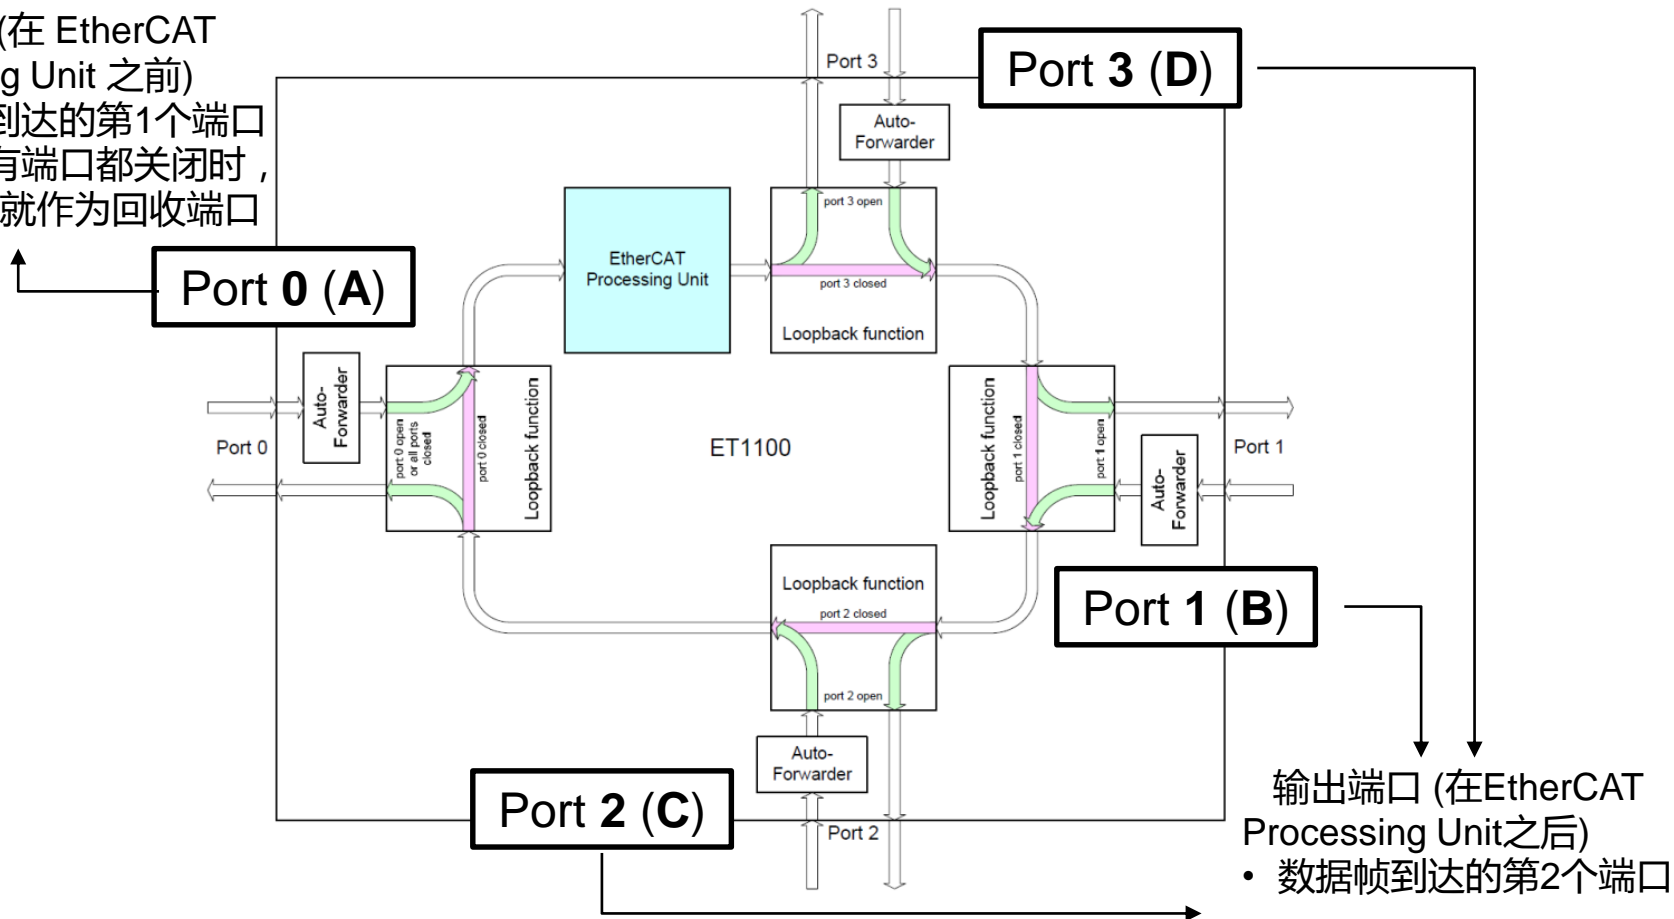 (在 EtherCAT
g Unit 之前)
到达的第1个端口
有端口都关闭时，
就作为回收端口
Port 3
Port 3 (D)
Auto-
Forwarder
port 3 open
EtherCAT
Processing Unit
port 3 closed
Loopback function
Port 0 (A)
Auto-
Forwarder
port 0 open
or all ports
closed
port 0 closed
Loopback function
Port 0
ET1100
Loopback function
port 1 closed
port 1 open
Auto-
Forwarder
Port 1
Loopback function
port 2 closed
port 2 open
Port 1 (B)
Auto-
Forwarder
Port 2 (C)
Port 2
输出端口 (在EtherCAT
Processing Unit之后)
• 数据帧到达的第2个端口